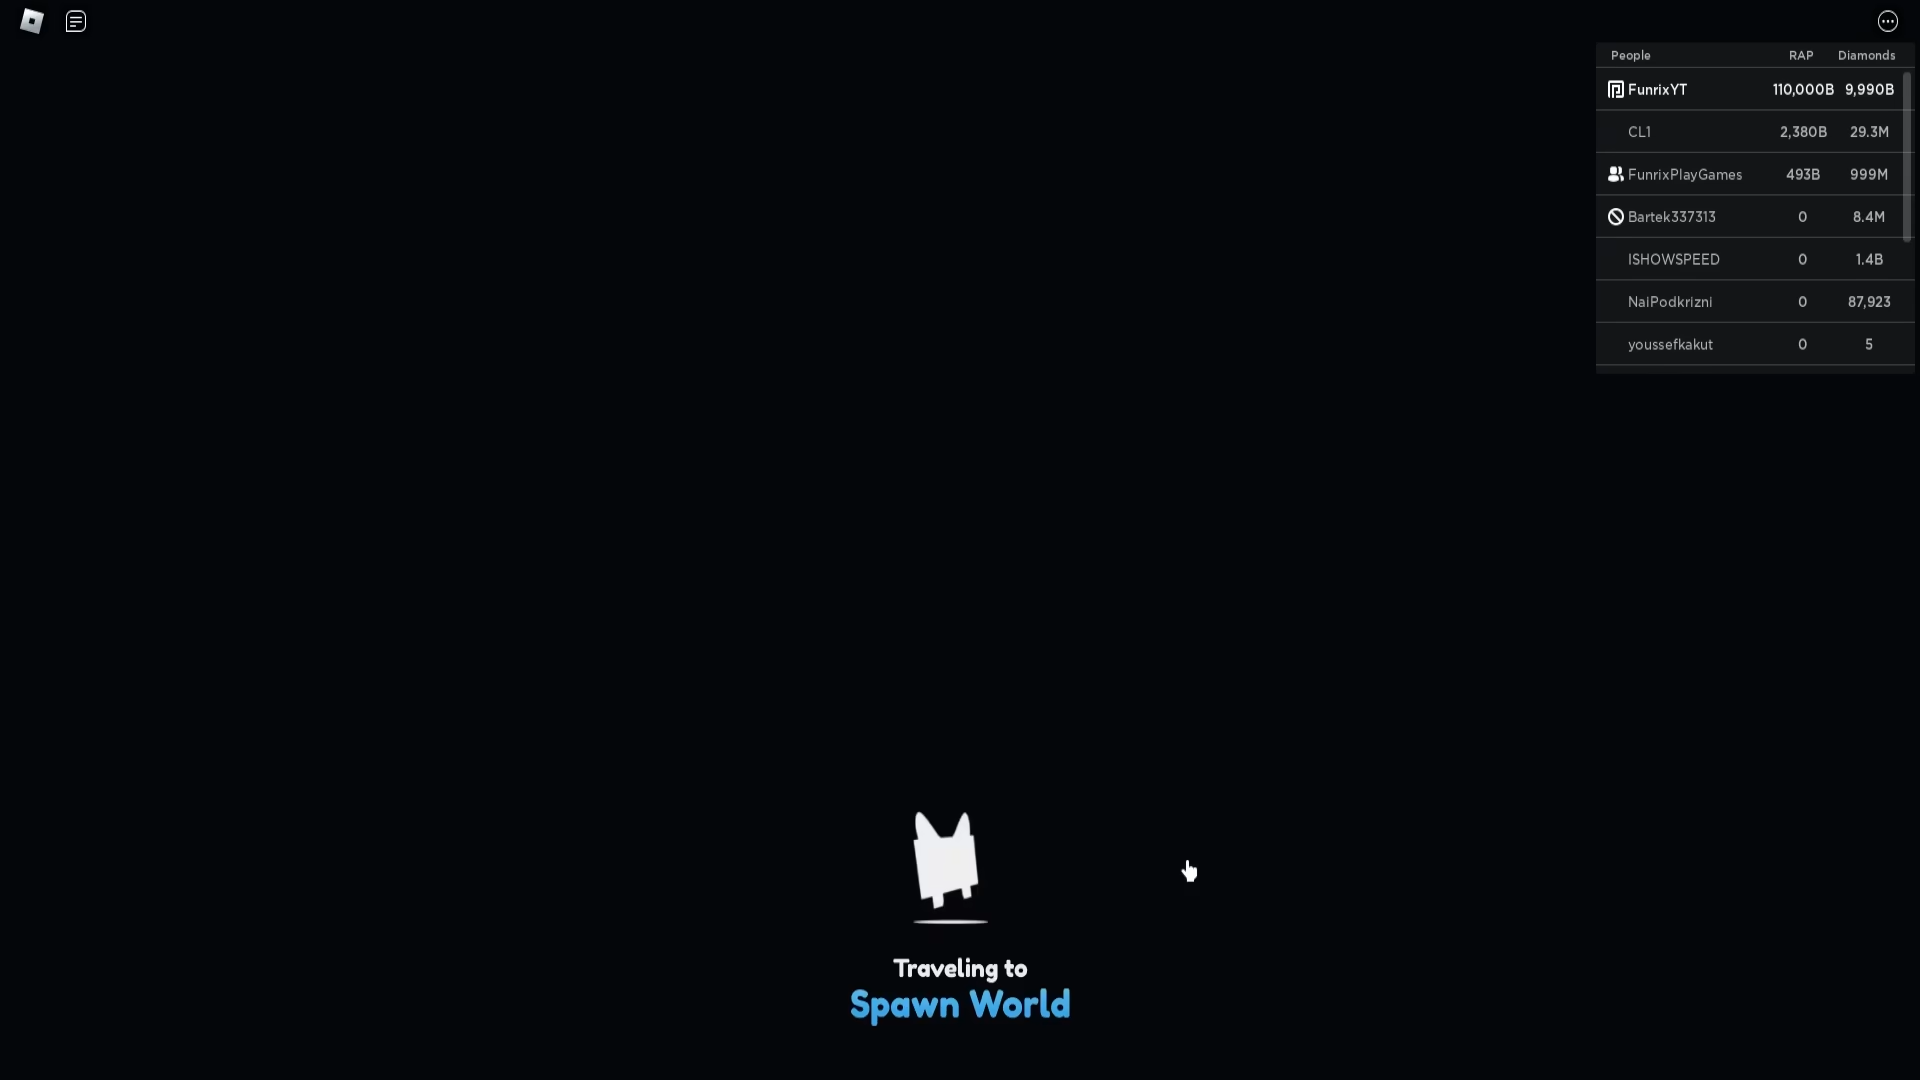 People RAP Diamonds
FunrixYT 110,000B 9,990B
CL1 2,380B 29.3M
FunrixPlayGames 493B 999M
Bartek337313 0 8.4M
ISHOWSPEED 0 1.4B
NaiPodkrizni 0 87,923
youssefkakut 0 5
Traveling to
Spawn World